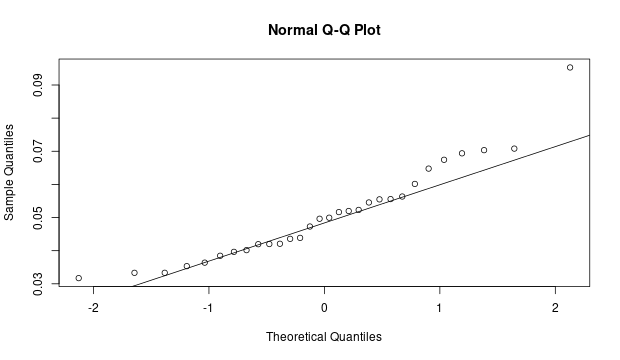 Normal Q-Q Plot
Sample Quantiles
0.09
0.07
0.05
0.03
-2 -1 0 1 2
Theoretical Quantiles